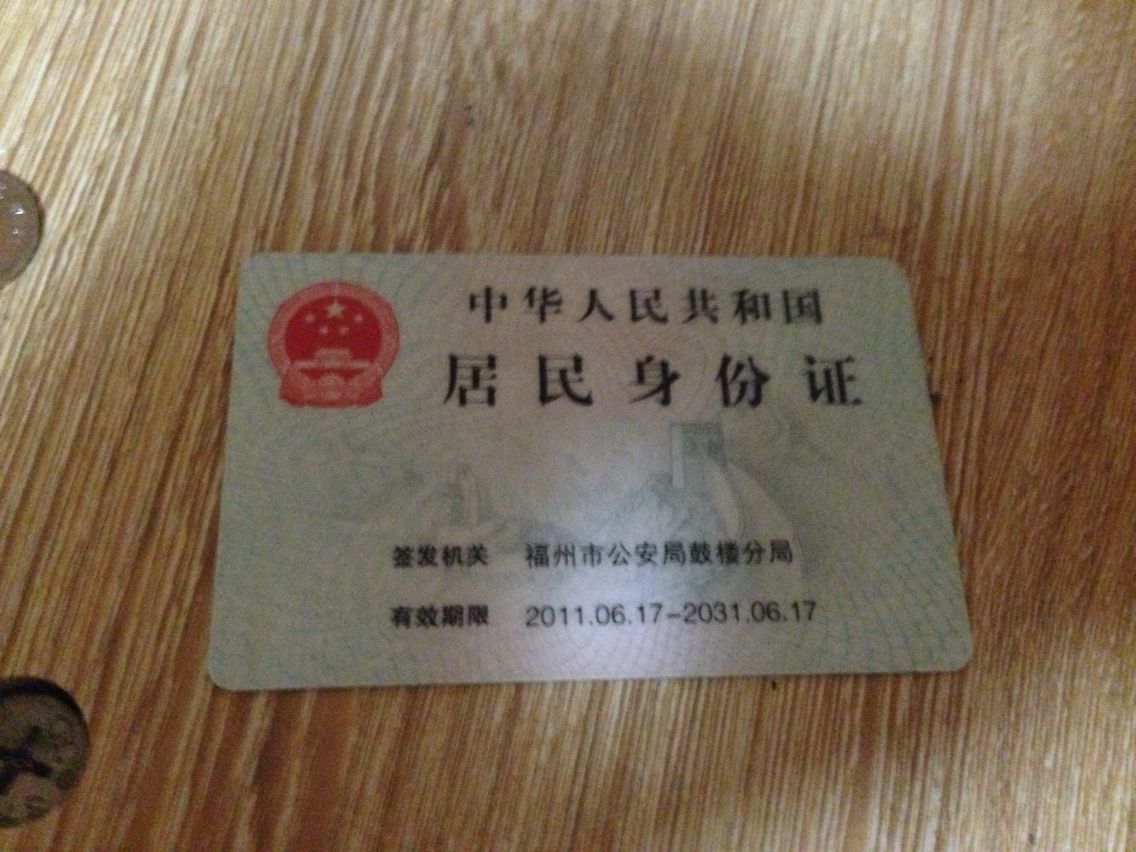 中华人民共和国
居民身份证
签发机关 福州市公安局鼓楼分局
有效期限 2011.06.17-2031.06.17